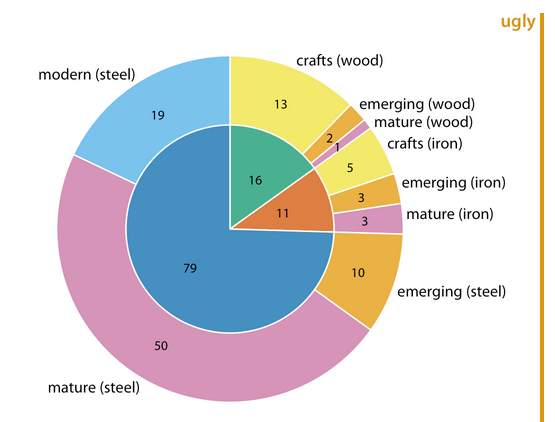 ugly
crafts (wood)
modern (steel)
emerging (wood)
mature (wood)
crafts (iron)
emerging (iron)
mature (iron)
emerging (steel)
mature (steel)
13
19
2
1
5
16
3
11
3
79
10
50